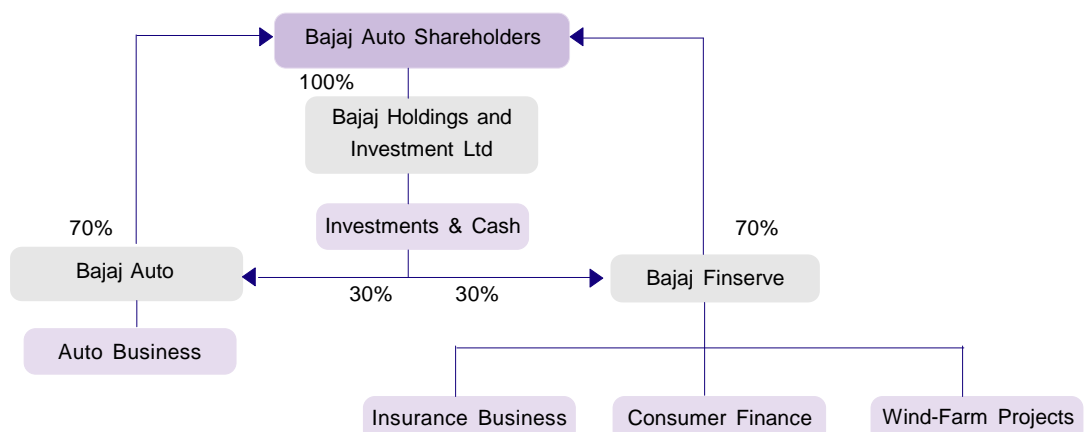 Bajaj Auto Shareholders
100%
Bajaj Holdings and
Investment Ltd
Investments & Cash
70%
70%
Bajaj Auto
Bajaj Finserve
30%
30%
Auto Business
Insurance Business
Consumer Finance
Wind-Farm Projects